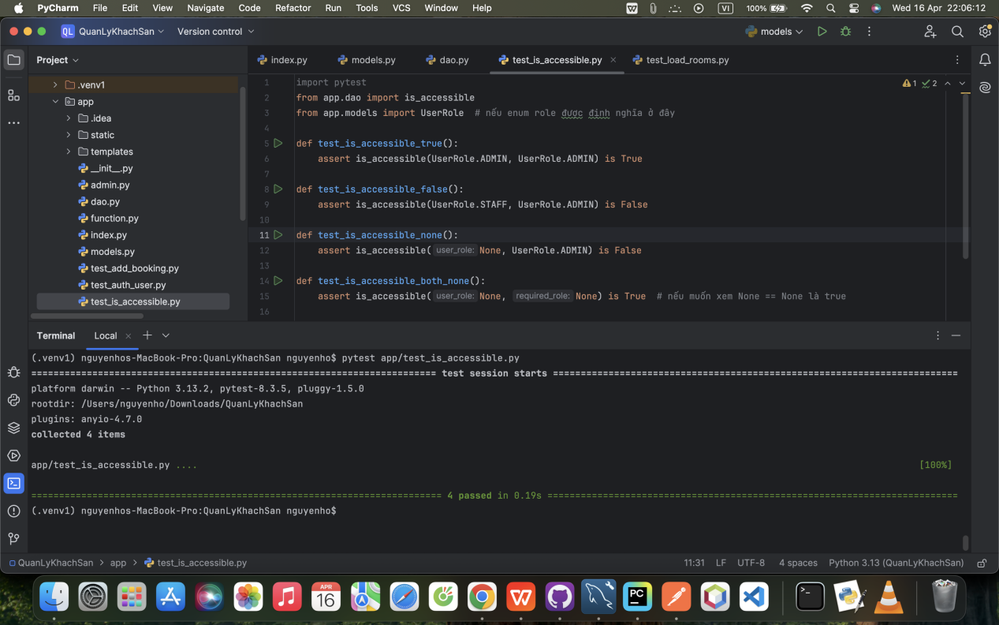 PyCharm File Edit View Navigate Code Refactor Run Tools VCS Window Help VI 100% Wed 16 Apr 22:06:12
QL QuanLyKhachSan Version control models
Project
index.py models.py dao.py test_is_accessible.py test_load_rooms.py
.venv1
app
.idea
static
templates
__init__.py
admin.py
dao.py
function.py
index.py
models.py
test_add_booking.py
test_auth_user.py
test_is_accessible.py
1 import pytest
2 from app.dao import is_accessible
3 from app.models import UserRole # nếu enum role được định nghĩa ở đây
4
5 def test_is_accessible_true():
6 assert is_accessible(UserRole.ADMIN, UserRole.ADMIN) is True
7
8 def test_is_accessible_false():
9 assert is_accessible(UserRole.STAFF, UserRole.ADMIN) is False
10
11 def test_is_accessible_none():
12 assert is_accessible( user_role: None, UserRole.ADMIN) is False
13
14 def test_is_accessible_both_none():
15 assert is_accessible( user_role: None, required_role: None) is True # nếu muốn xem None == None là true
16
1 2
Terminal Local
(.venv1) nguyenhos-MacBook-Pro:QuanLyKhachSan nguyenho$ pytest app/test_is_accessible.py
=========================================================================== test session starts ===========================================================================
platform darwin -- Python 3.13.2, pytest-8.3.5, pluggy-1.5.0
rootdir: /Users/nguyenho/Downloads/QuanLyKhachSan
plugins: anyio-4.7.0
collected 4 items
app/test_is_accessible.py .... [100%]
============================================================================ 4 passed in 0.19s ============================================================================
(.venv1) nguyenhos-MacBook-Pro:QuanLyKhachSan nguyenho$
QuanLyKhachSan > app > test_is_accessible.py 11:31 LF UTF-8 4 spaces Python 3.13 (QuanLyKhachSan)
APR
16
PC